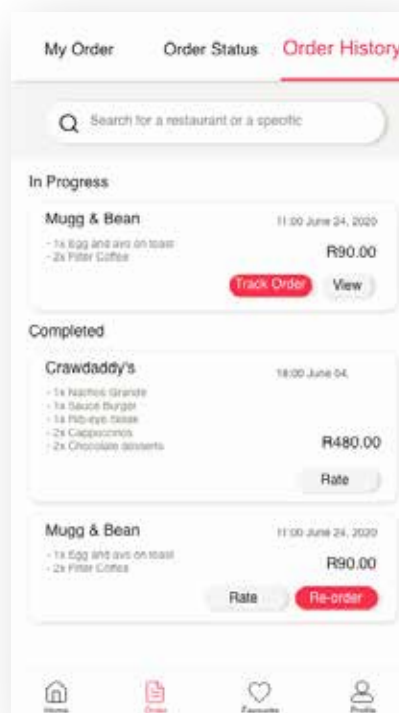 My Order Order Status Order History
Search for a restaurant or a specific
In Progress
Mugg & Bean 11:00 June 24, 2020
- 1x Egg and avo on toast
- 2x Filter Coffee
R90.00
Track Order View
Completed
Crawdaddy's 18:00 June 04,
- 1x Nachos Grande
- 1x Sauce Burger
- 1x Rib-eye Steak
- 2x Cappuccinos
- 2x Chocolate desserts
R480.00
Rate
Mugg & Bean 11:00 June 24, 2020
- 1x Egg and avo on toast
- 2x Filter Coffee
R90.00
Rate Re-order
Home Order Favourite Profile